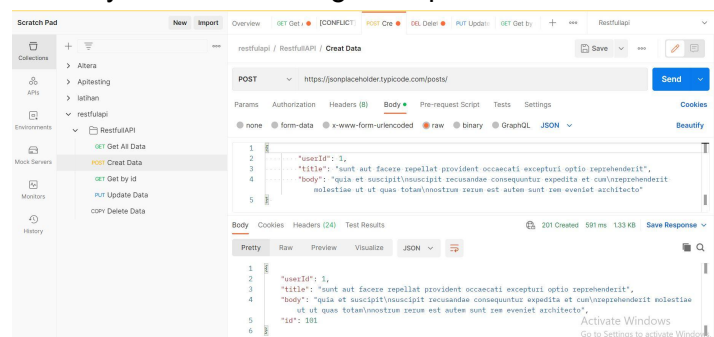 Scratch Pad
New
Import
Overview
GET Get
[CONFLICT]
POST Cre
DEL Delet
PUT Update
GET Get by
Restfullapi
Collections
APIs
Environments
Mock Servers
Monitors
History
Altera
Apitesting
latihan
restfulapi
RestfullAPI
GET Get All Data
POST Creat Data
GET Get by id
PUT Update Data
COPY Delete Data
restfulapi / RestfullAPI / Creat Data
Save
POST
https://jsonplaceholder.typicode.com/posts/
Send
Params Authorization Headers (8) Body Pre-request Script Tests Settings Cookies
none form-data x-www-form-urlencoded raw binary GraphQL JSON Beautify
1 {
2 "userId": 1,
3 "title": "sunt aut facere repellat provident occaecati excepturi optio reprehenderit",
4 "body": "quia et suscipit\nsuscipit recusandae consequuntur expedita et cum\nreprehenderit
molestiae ut ut quas totam\nnostrum rerum est autem sunt rem eveniet architecto"
5 }
Body Cookies Headers (24) Test Results 201 Created 591 ms 1.33 KB Save Response
Pretty Raw Preview Visualize JSON
1 {
2 "userId": 1,
3 "title": "sunt aut facere repellat provident occaecati excepturi optio reprehenderit",
4 "body": "quia et suscipit\nsuscipit recusandae consequuntur expedita et cum\nreprehenderit molestiae
ut ut quas totam\nnostrum rerum est autem sunt rem eveniet architecto",
5 "id": 101
6 }
Activate Windows
Go to Settings to activate Windows.